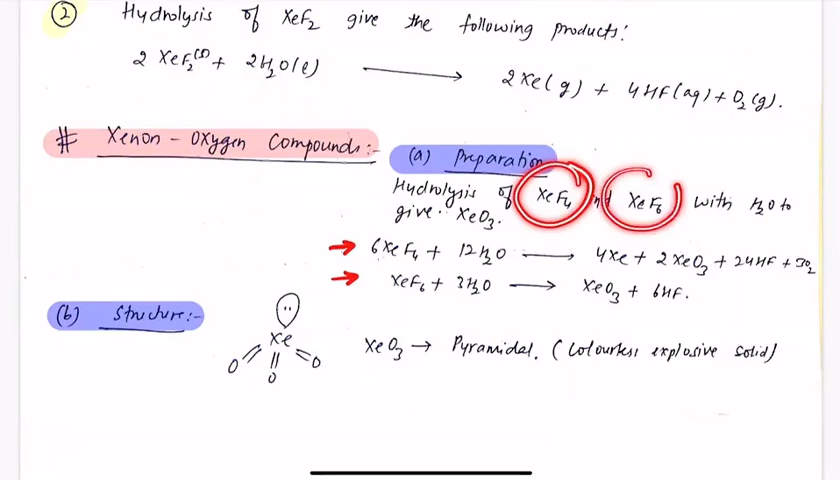 ② Hydrolysis of XeF₂ give the following products:
2 XeF₂(s) + 2H₂O(l) ⟶ 2Xe(g) + 4HF(aq) + O₂(g).
# Xenon - Oxygen Compounds:-
(a) Preparation
Hydrolysis of XeF₄ and XeF₆ with H₂O to
give. XeO₃.
→ 6XeF₄ + 12H₂O ⟶ 4Xe + 2XeO₃ + 24HF + 3O₂
→ XeF₆ + 3H₂O ⟶ XeO₃ + 6HF.
(b) Structure:-
Xe
O O O
XeO₃ → Pyramidal. (Colourless explosive solid)